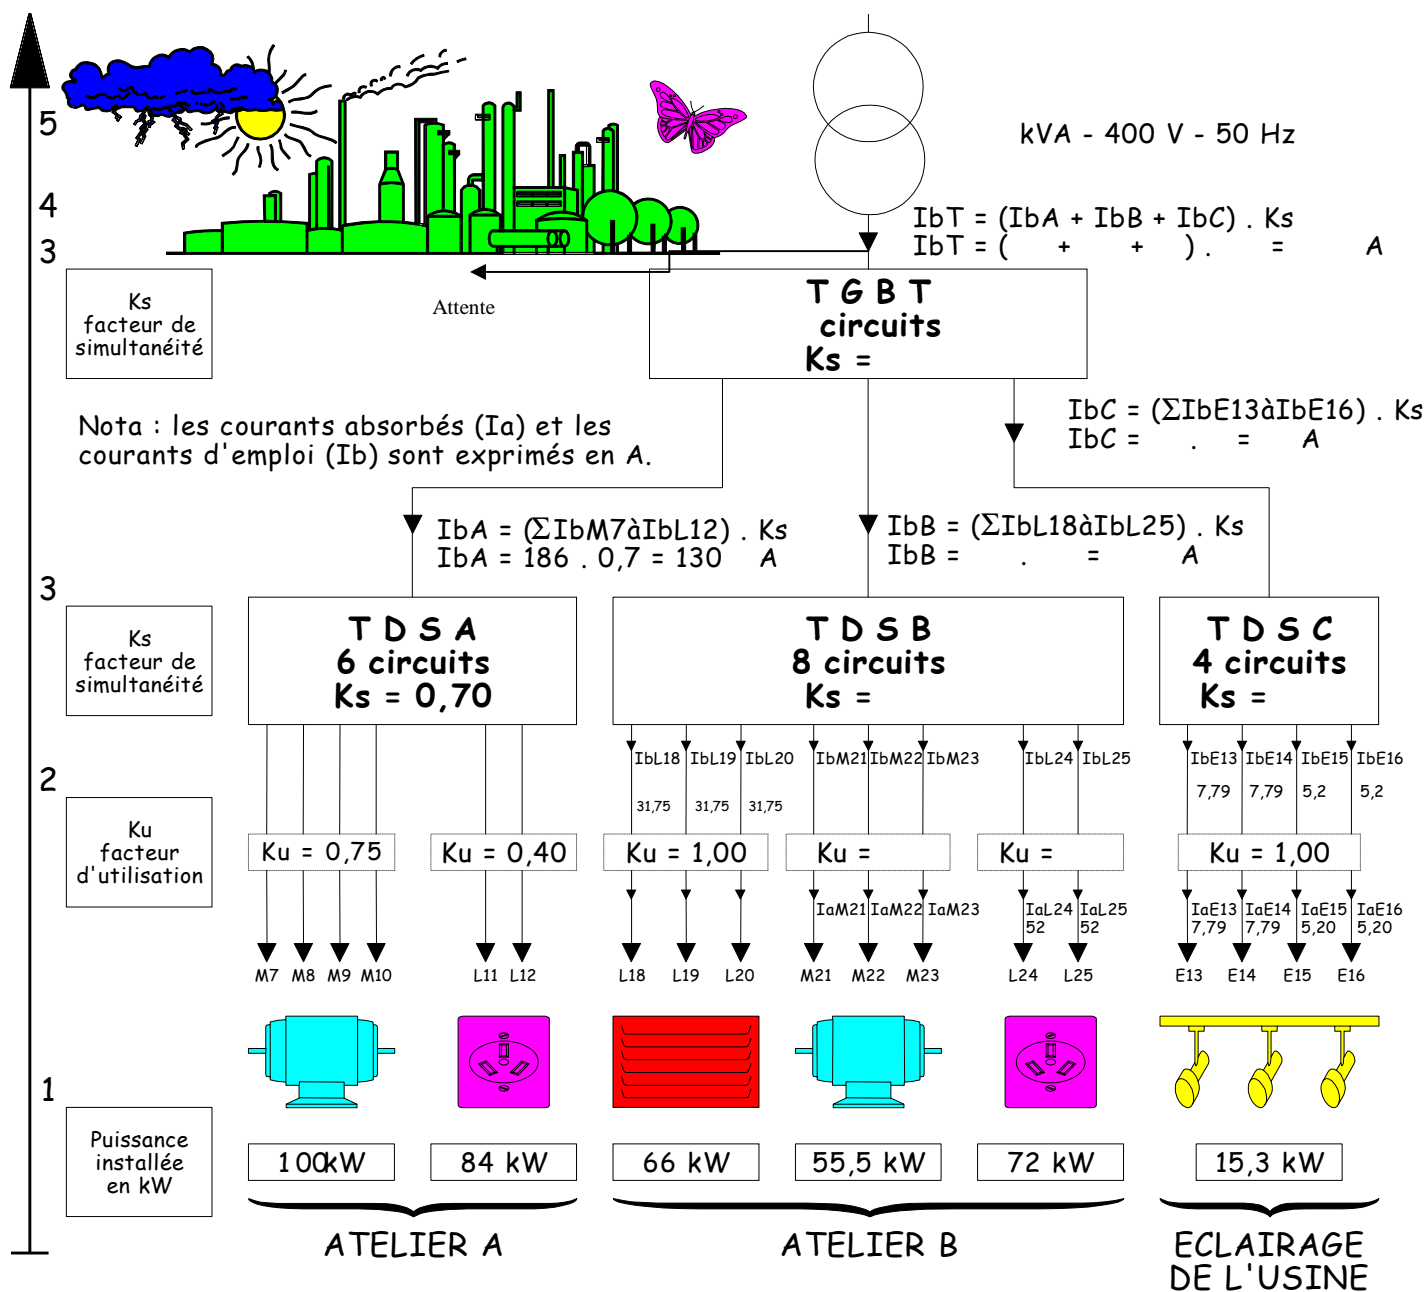 5
4
3
kVA - 400 V - 50 Hz
IbT = (IbA + IbB + IbC) . Ks
IbT = ( + + ) . = A
Ks
facteur de
simultanéité
Attente
T G B T
circuits
Ks =
Nota : les courants absorbés (Ia) et les
courants d'emploi (Ib) sont exprimés en A.
IbC = (ΣIbE13àIbE16) . Ks
IbC = . = A
IbA = (ΣIbM7àIbL12) . Ks
IbA = 186 . 0,7 = 130 A
IbB = (ΣIbL18àIbL25) . Ks
IbB = . = A
3
Ks
facteur de
simultanéité
T D S A
6 circuits
Ks = 0,70
T D S B
8 circuits
Ks =
T D S C
4 circuits
Ks =
2
IbL18 IbL19 IbL20 IbM21 IbM22 IbM23 IbL24 IbL25 IbE13 IbE14 IbE15 IbE16
31,75 31,75 31,75 7,79 7,79 5,2 5,2
Ku
facteur
d'utilisation
Ku = 0,75 Ku = 0,40 Ku = 1,00 Ku = Ku = Ku = 1,00
IaM21 IaM22 IaM23 IaL24 IaL25 IaE13 IaE14 IaE15 IaE16
52 52 7,79 7,79 5,20 5,20
M7 M8 M9 M10 L11 L12 L18 L19 L20 M21 M22 M23 L24 L25 E13 E14 E15 E16
1
Puissance
installée
en kW
100kW 84 kW 66 kW 55,5 kW 72 kW 15,3 kW
ATELIER A ATELIER B ECLAIRAGE
DE L'USINE